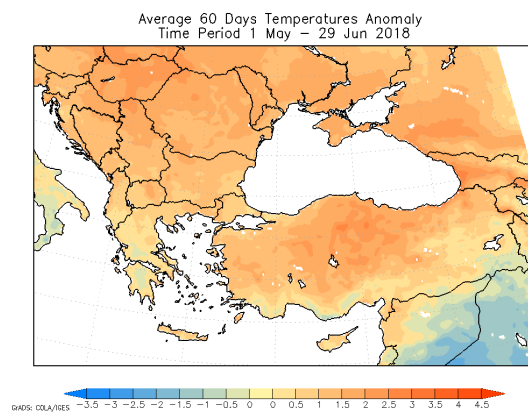 Average 60 Days Temperatures Anomaly
Time Period 1 May – 29 Jun 2018
GrADS: COLA/IGES
-3.5 -3 -2.5 -2 -1.5 -1 -0.5 0 0.5 1 1.5 2 2.5 3 3.5 4 4.5